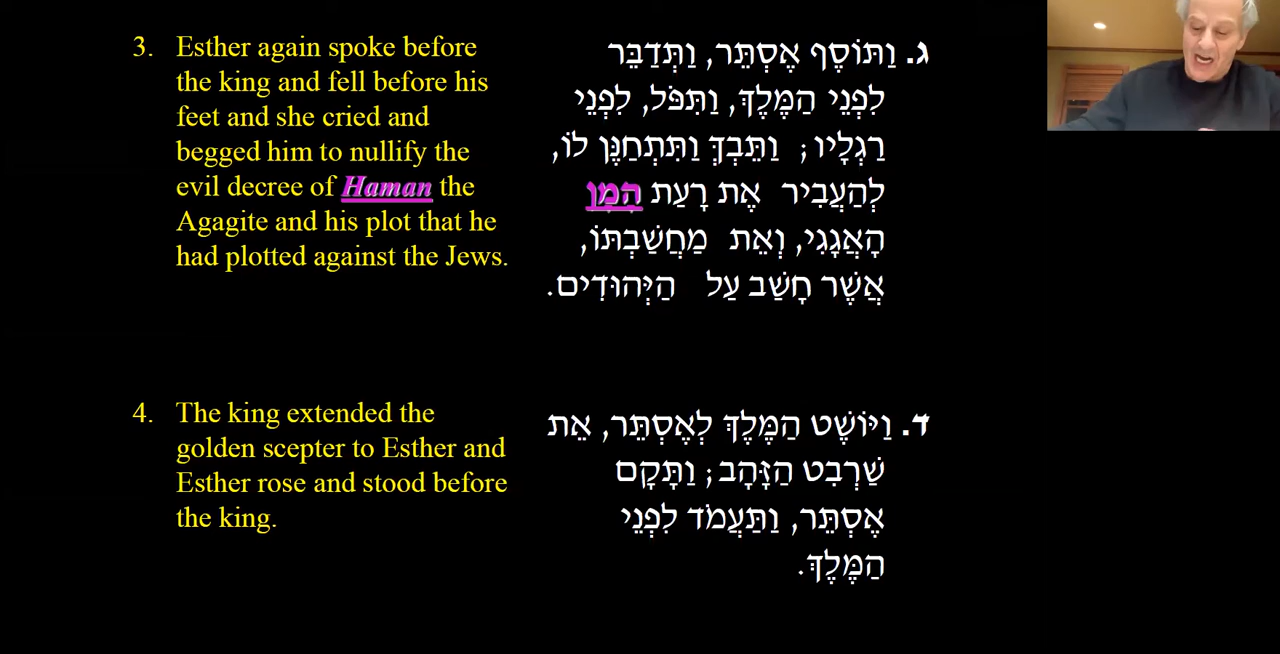 3. Esther again spoke before
the king and fell before his
feet and she cried and
begged him to nullify the
evil decree of Haman the
Agagite and his plot that he
had plotted against the Jews.
ג. וַתּוֹסֶף אֶסְתֵּר, וַתְּדַבֵּר
לִפְנֵי הַמֶּלֶךְ, וַתִּפֹּל, לִפְנֵי
רַגְלָיו; וַתֵּבְךְּ וַתִּתְחַנֶּן לוֹ,
לְהַעֲבִיר אֶת רָעַת הָמָן
הָאֲגָגִי, וְאֵת מַחֲשַׁבְתּוֹ,
אֲשֶׁר חָשַׁב עַל הַיְּהוּדִים.
4. The king extended the
golden scepter to Esther and
Esther rose and stood before
the king.
ד. וַיּוֹשֶׁט הַמֶּלֶךְ לְאֶסְתֵּר, אֵת
שַׁרְבִט הַזָּהָב; וַתָּקָם
אֶסְתֵּר, וַתַּעֲמֹד לִפְנֵי
הַמֶּלֶךְ.